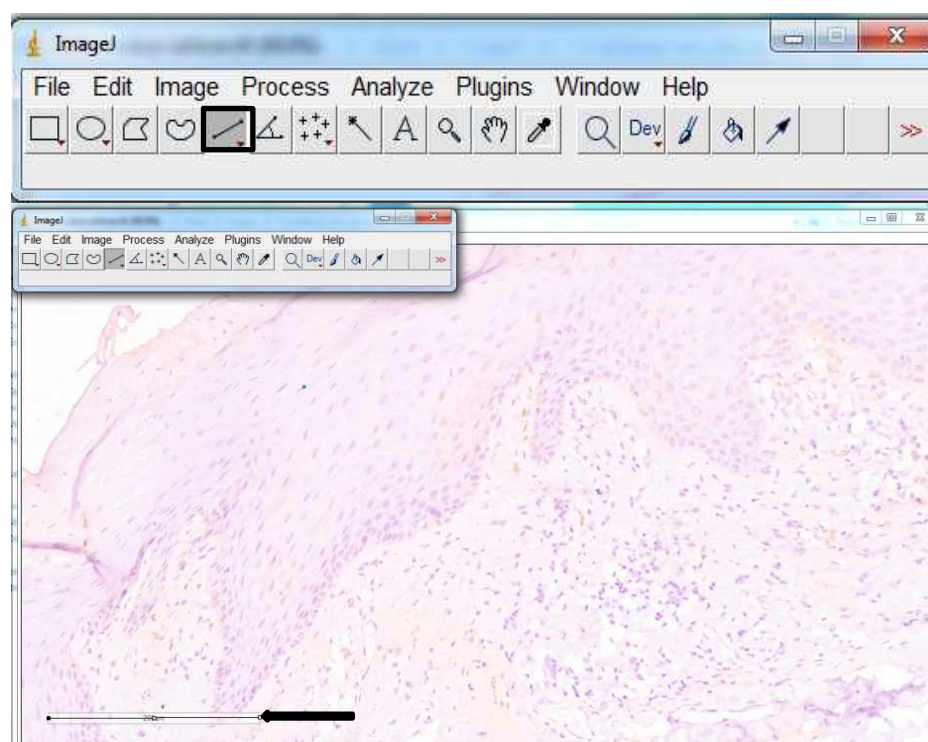 ImageJ
File Edit Image Process Analyze Plugins Window Help
A Dev >>
ImageJ
File Edit Image Process Analyze Plugins Window Help
A Dev >>